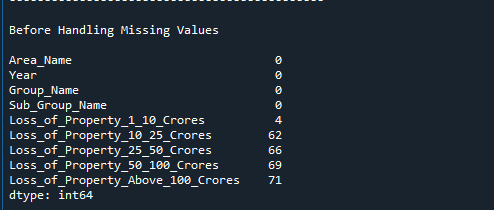 ------------------------------------------------
Before Handling Missing Values
Area_Name 0
Year 0
Group_Name 0
Sub_Group_Name 0
Loss_of_Property_1_10_Crores 4
Loss_of_Property_10_25_Crores 62
Loss_of_Property_25_50_Crores 66
Loss_of_Property_50_100_Crores 69
Loss_of_Property_Above_100_Crores 71
dtype: int64